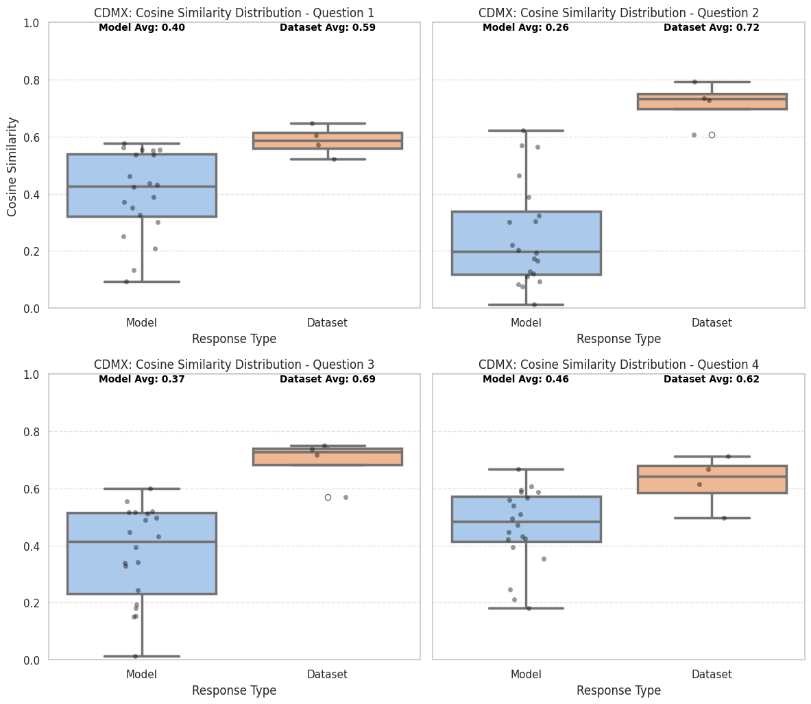 CDMX: Cosine Similarity Distribution - Question 1
Model Avg: 0.40 Dataset Avg: 0.59
1.0
0.8
0.6
0.4
0.2
0.0
Cosine Similarity
Model Dataset
Response Type
CDMX: Cosine Similarity Distribution - Question 2
Model Avg: 0.26 Dataset Avg: 0.72
Model Dataset
Response Type
CDMX: Cosine Similarity Distribution - Question 3
Model Avg: 0.37 Dataset Avg: 0.69
1.0
0.8
0.6
0.4
0.2
0.0
Model Dataset
Response Type
CDMX: Cosine Similarity Distribution - Question 4
Model Avg: 0.46 Dataset Avg: 0.62
Model Dataset
Response Type